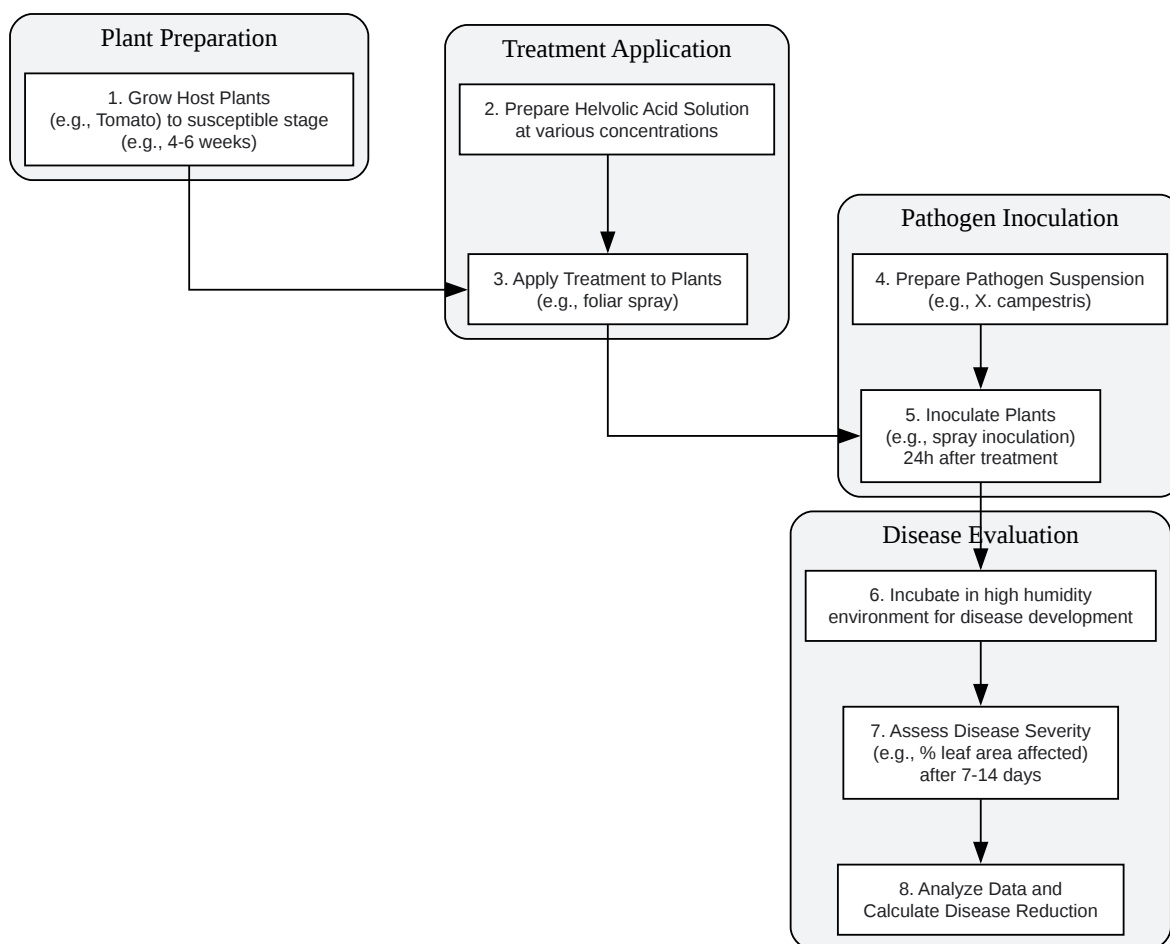 Plant Preparation
1. Grow Host Plants
(e.g., Tomato) to susceptible stage
(e.g., 4-6 weeks)
Treatment Application
2. Prepare Helvolic Acid Solution
at various concentrations
3. Apply Treatment to Plants
(e.g., foliar spray)
Pathogen Inoculation
4. Prepare Pathogen Suspension
(e.g., X. campestris)
5. Inoculate Plants
(e.g., spray inoculation)
24h after treatment
Disease Evaluation
6. Incubate in high humidity
environment for disease development
7. Assess Disease Severity
(e.g., % leaf area affected)
after 7-14 days
8. Analyze Data and
Calculate Disease Reduction